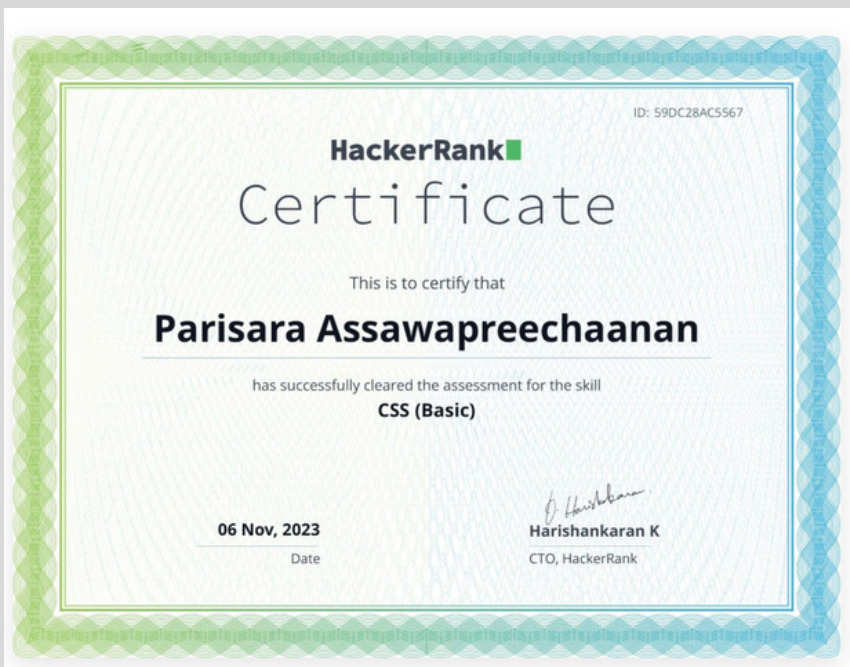 ID: 59DC28AC5567
HackerRank
Certificate
This is to certify that
Parisara Assawapreechaanan
has successfully cleared the assessment for the skill
CSS (Basic)
06 Nov, 2023
Date
Harishankaran K
CTO, HackerRank